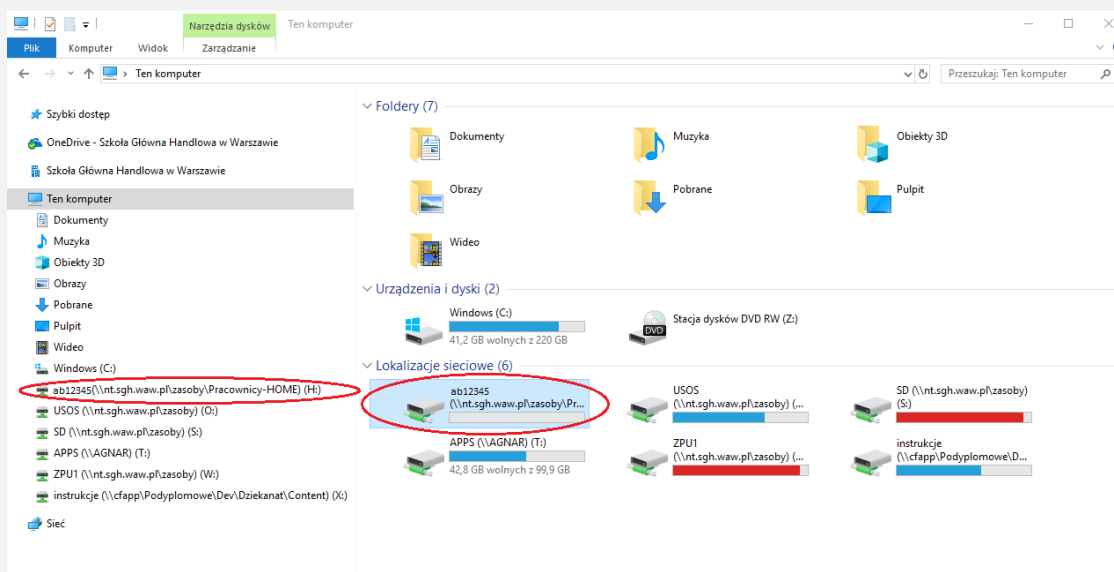 Narzędzia dysków
Ten komputer
Plik
Komputer
Widok
Zarządzanie
Ten komputer
Przeszukaj: Ten komputer
Szybki dostęp
OneDrive - Szkoła Główna Handlowa w Warszawie
Szkoła Główna Handlowa w Warszawie
Ten komputer
Dokumenty
Muzyka
Obiekty 3D
Obrazy
Pobrane
Pulpit
Wideo
Windows (C:)
ab12345(\\nt.sgh.waw.pl\zasoby\Pracownicy-HOME) (H:)
USOS (\\nt.sgh.waw.pl\zasoby) (O:)
SD (\\nt.sgh.waw.pl\zasoby) (S:)
APPS (\\AGNAR) (T:)
ZPU1 (\\nt.sgh.waw.pl\zasoby) (W:)
instrukcje (\\cfapp\Podyplomowe\Dev\Dziekanat\Content) (X:)
Sieć
Foldery (7)
Dokumenty
Muzyka
Obiekty 3D
Obrazy
Pobrane
Pulpit
Wideo
Urządzenia i dyski (2)
Windows (C:)
41,2 GB wolnych z 220 GB
DVD
Stacja dysków DVD RW (Z:)
Lokalizacje sieciowe (6)
ab12345
(\\nt.sgh.waw.pl\zasoby\Pr...
USOS
(\\nt.sgh.waw.pl\zasoby) (...
SD (\\nt.sgh.waw.pl\zasoby)
(S:)
APPS (\\AGNAR) (T:)
42,8 GB wolnych z 99,9 GB
ZPU1
(\\nt.sgh.waw.pl\zasoby) (...
instrukcje
(\\cfapp\Podyplomowe\D...